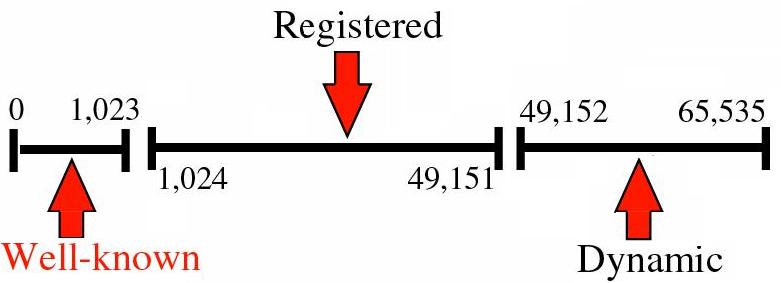 Registered
0 1,023
49,152 65,535
1,024 49,151
Well-known
Dynamic